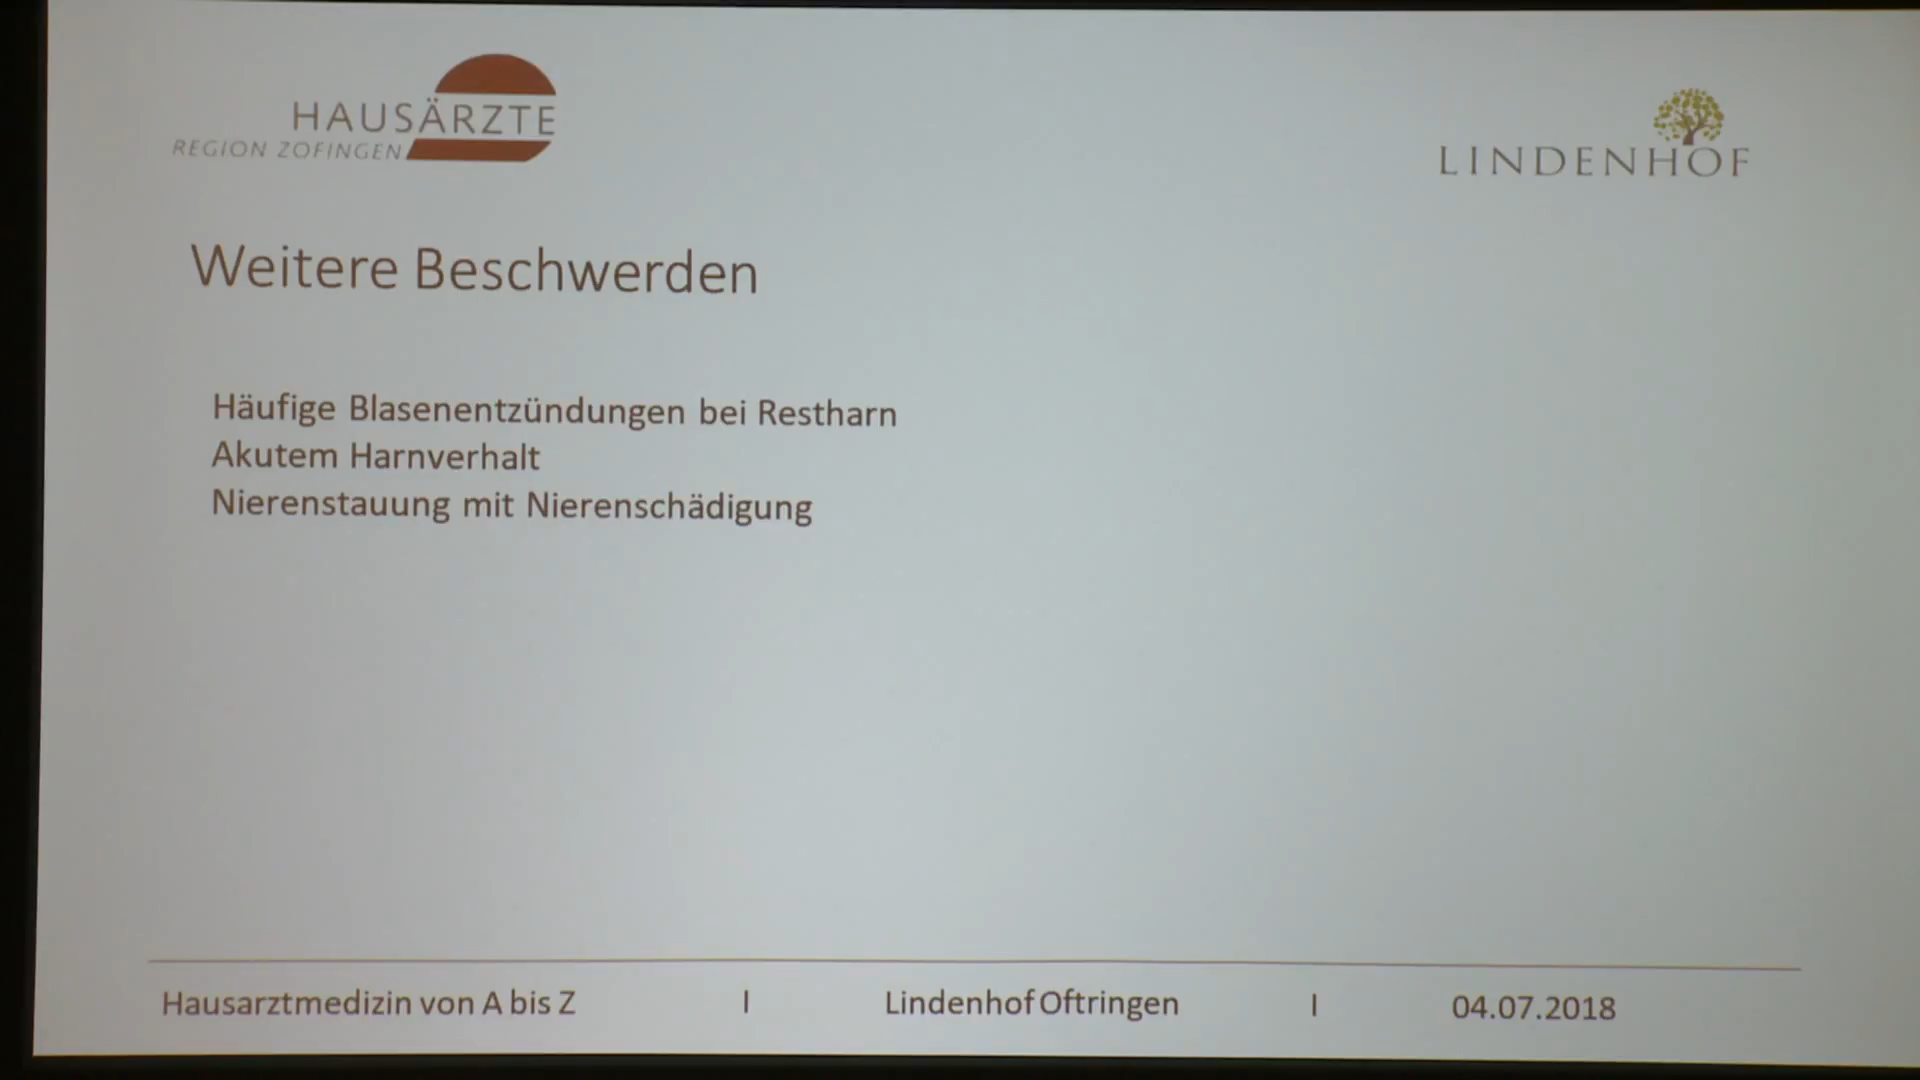 HAUSÄRZTE
REGION ZOFINGEN
LINDENHOF
Weitere Beschwerden
Häufige Blasenentzündungen bei Restharn
Akutem Harnverhalt
Nierenstauung mit Nierenschädigung
Hausarztmedizin von A bis Z | Lindenhof Oftringen | 04.07.2018